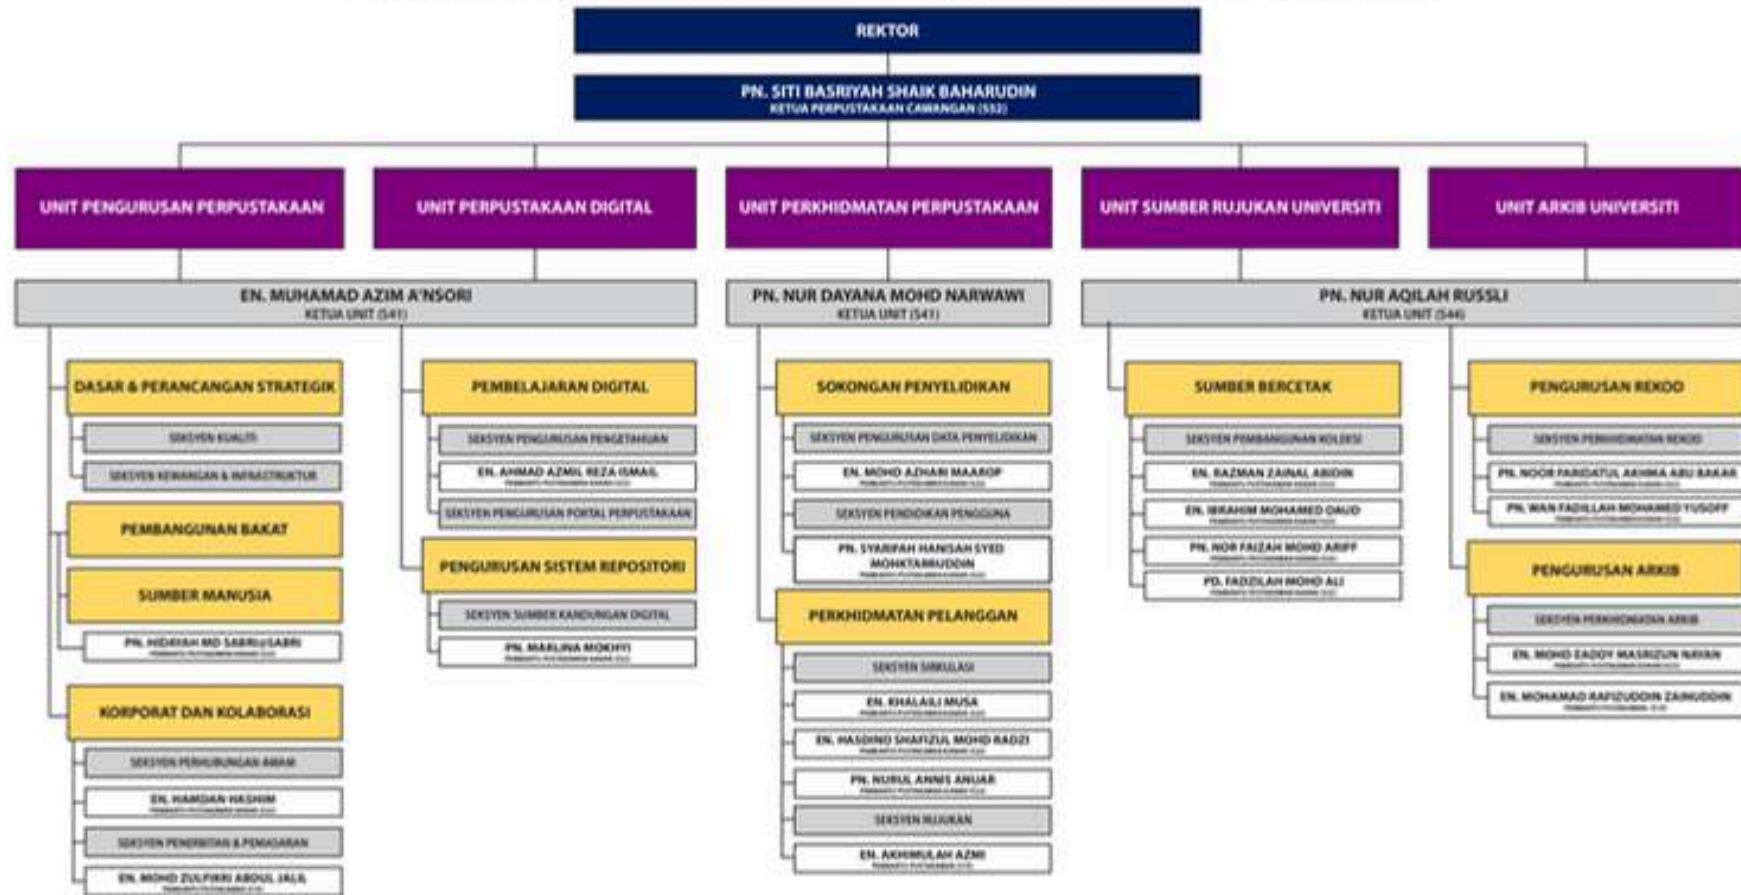 REKTOR
PN. SITI BASRIYAH SHAIK BAHARUDIN
KETUA PERPUSTAKAAN CAWANGAN (S52)
UNIT PENGURUSAN PERPUSTAKAAN
UNIT PERPUSTAKAAN DIGITAL
UNIT PERKHIDMATAN PERPUSTAKAAN
UNIT SUMBER RUJUKAN UNIVERSITI
UNIT ARKIB UNIVERSITI
EN. MUHAMAD AZIM A'NSORI
KETUA UNIT (S41)
PN. NUR DAYANA MOHD NARWAWI
KETUA UNIT (S41)
PN. NUR AQILAH RUSSLI
KETUA UNIT (S44)
DASAR & PERANCANGAN STRATEGIK
SEKSYEN KUALITI
SEKSYEN KEWANGAN & INFRASTRUKTUR
PEMBANGUNAN BAKAT
SUMBER MANUSIA
PN. HIDAYAH MD SABRI@SABRI
KORPORAT DAN KOLABORASI
SEKSYEN PERHUBUNGAN AWAM
EN. HAMDAN HASHIM
SEKSYEN PENERBITAN & PEMASARAN
EN. MOHD ZULFIKRI ABDUL JALIL
PEMBELAJARAN DIGITAL
SEKSYEN PENGURUSAN PENGETAHUAN
EN. AHMAD AZMIL REZA ISMAIL
SEKSYEN PENGURUSAN PORTAL PERPUSTAKAAN
PENGURUSAN SISTEM REPOSITORI
SEKSYEN SUMBER KANDUNGAN DIGITAL
PN. MARLINA MOKHYI
SOKONGAN PENYELIDIKAN
SEKSYEN PENGURUSAN DATA PENYELIDIKAN
EN. MOHD AZHARI MAAROP
SEKSYEN PENDIDIKAN PENGGUNA
PN. SYARIFAH HANISAH SYED
MOHKTARRUDDIN
PERKHIDMATAN PELANGGAN
SEKSYEN SIRKULASI
EN. KHALAILI MUSA
EN. HASDINO SHAFIZUL MOHD RADZI
PN. NURUL ANNIS ANUAR
SEKSYEN RUJUKAN
EN. AKHIMULAH AZMI
SUMBER BERCETAK
SEKSYEN PEMBANGUNAN KOLEKSI
EN. RAZMAN ZAINAL ABIDIN
EN. IBRAHIM MOHAMED DAUD
PN. NOR FAIZAH MOHD ARIFF
PD. FADZILAH MOHD ALI
PENGURUSAN REKOD
SEKSYEN PERKHIDMATAN REKOD
PN. NOOR FARIDATUL AKHMA ABU BAKAR
PN. WAN FADILLAH MOHAMED YUSOFF
PENGURUSAN ARKIB
SEKSYEN PERKHIDMATAN ARKIB
EN. MOHD EADDY MASRIZUN NAYAN
EN. MOHAMAD RAFIZUDDIN ZAINUDDIN